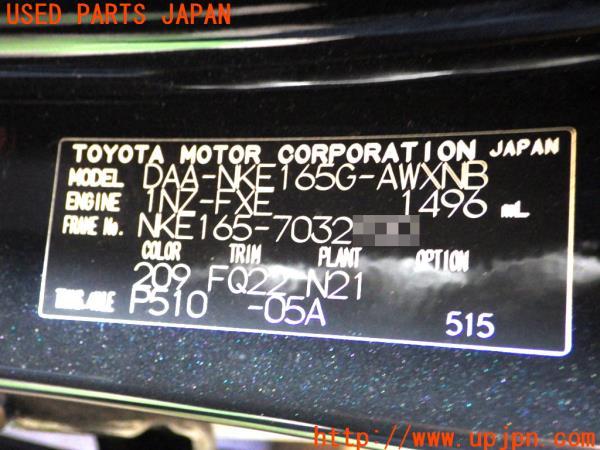 USED PARTS JAPAN
TOYOTA MOTOR CORPORATION JAPAN
MODEL DAA-NKE165G-AWXNB
ENGINE 1NZ-FXE 1496 mL
FRAME No. NKE165-7032
COLOR TRIM PLANT OPTION
209 FQ22-N21
TRANS./AXLE P510 -05A
515
http://www.upjpn.com/